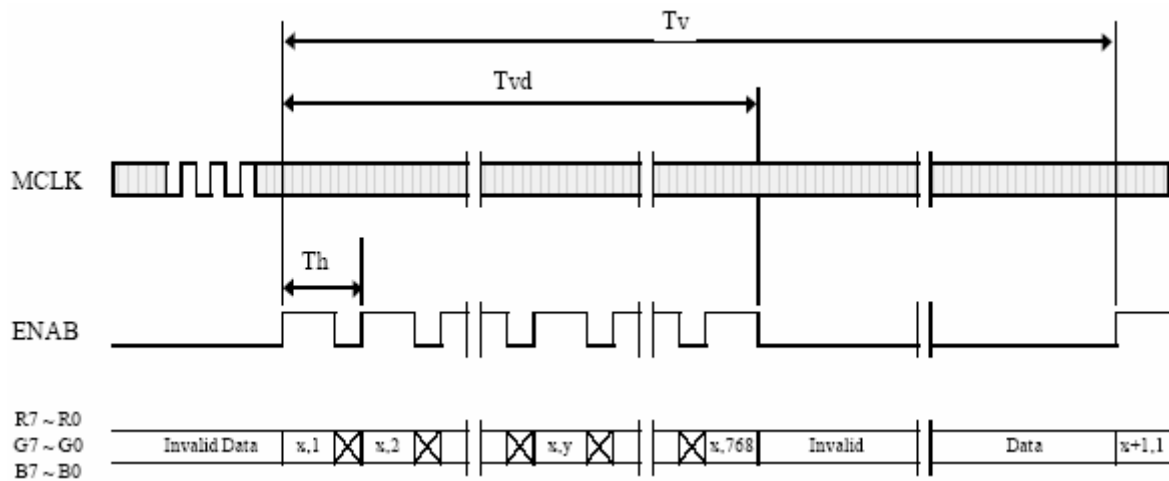 Tv
Tvd
MCLK
Th
ENAB
R7 ~ R0
G7 ~ G0
B7 ~ B0
Invalid Data x,1 x,2 x,y x,768 Invalid Data x+1,1